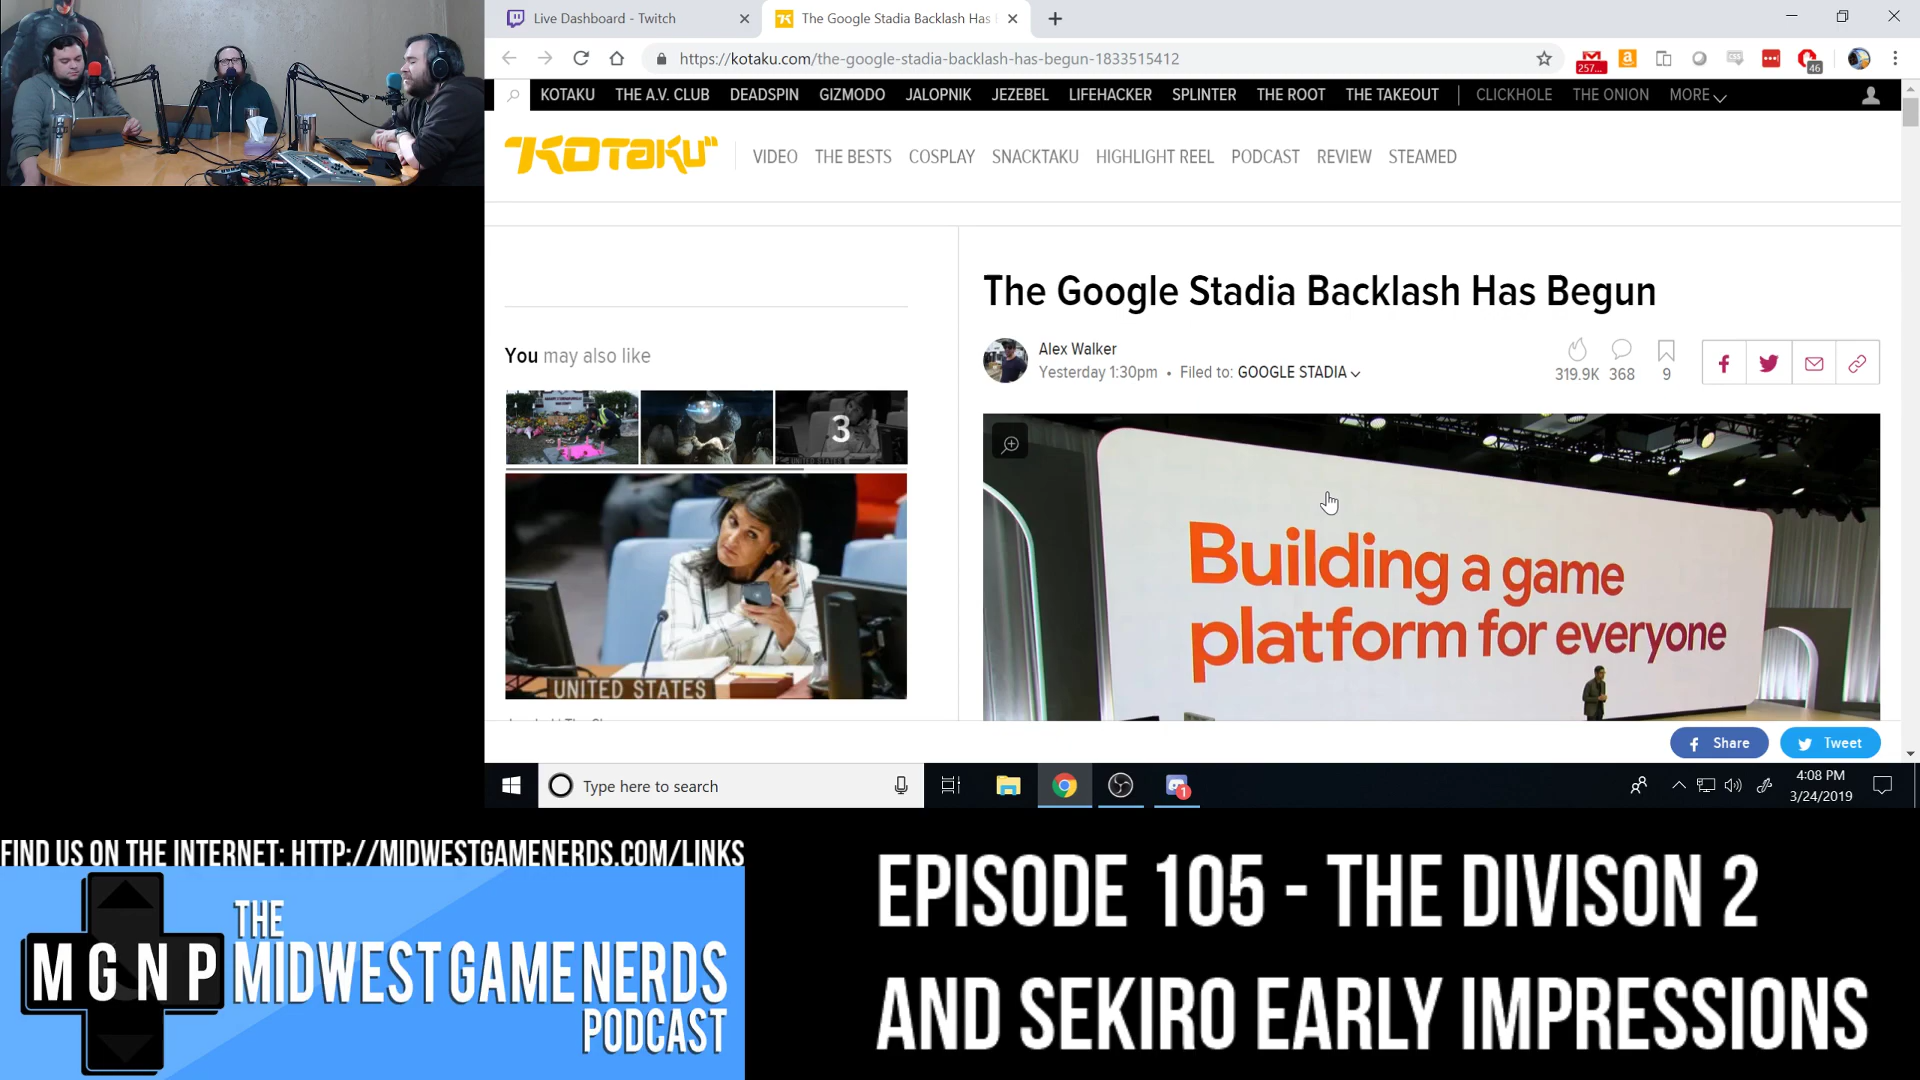 Live Dashboard - Twitch
The Google Stadia Backlash Has
https://kotaku.com/the-google-stadia-backlash-has-begun-1833515412
257...
46
KOTAKU THE A.V. CLUB DEADSPIN GIZMODO JALOPNIK JEZEBEL LIFEHACKER SPLINTER THE ROOT THE TAKEOUT CLICKHOLE THE ONION MORE
KOTAKU
VIDEO THE BESTS COSPLAY SNACKTAKU HIGHLIGHT REEL PODCAST REVIEW STEAMED
The Google Stadia Backlash Has Begun
Alex Walker
Yesterday 1:30pm • Filed to: GOOGLE STADIA
319.9K 368 9
You may also like
3
UNITED STATES
Building a game
platform for everyone
Share
Tweet
Type here to search
1
4:08 PM
3/24/2019
FIND US ON THE INTERNET: HTTP://MIDWESTGAMENERDS.COM/LINKS
MGNP
THE
MIDWEST GAME NERDS
PODCAST
EPISODE 105 - THE DIVISON 2
AND SEKIRO EARLY IMPRESSIONS